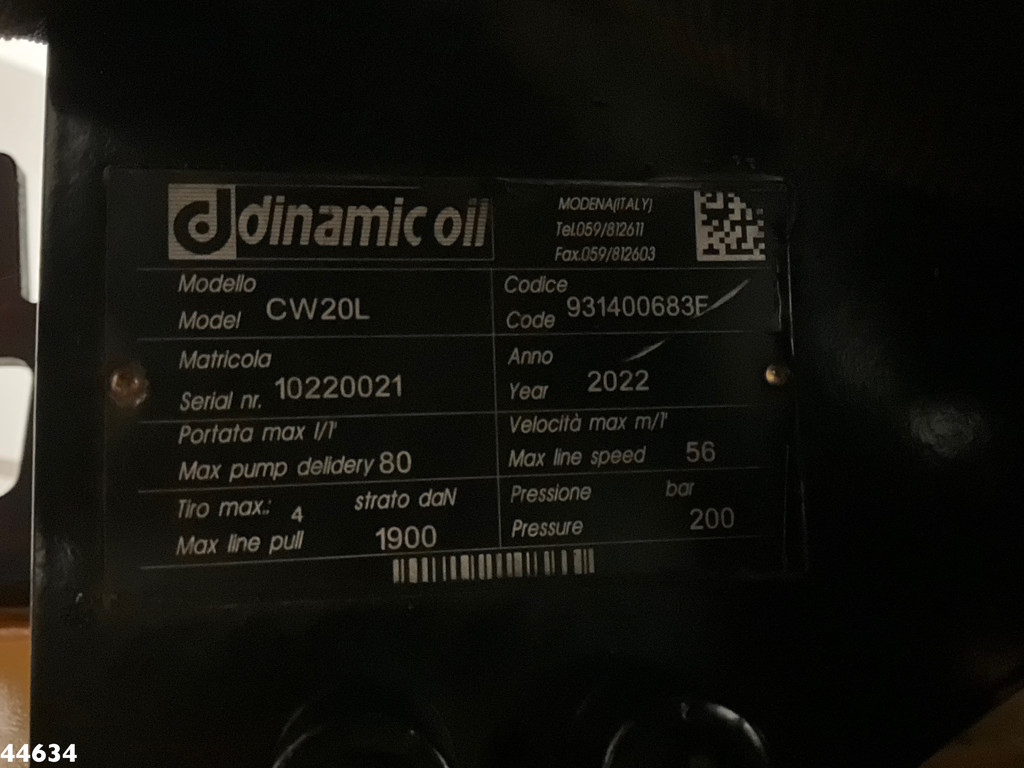 dinamic oil
MODENA(ITALY)
Tel.059/812611
Fax.059/812603
Modello
Model CW20L
Codice
Code 931400683E
Matricola
Serial nr. 10220021
Anno
Year 2022
Portata max l/1'
Max pump delidery 80
Velocità max m/1'
Max line speed 56
Tiro max.: 4 strato daN
Max line pull 1900
Pressione bar
Pressure 200
44634